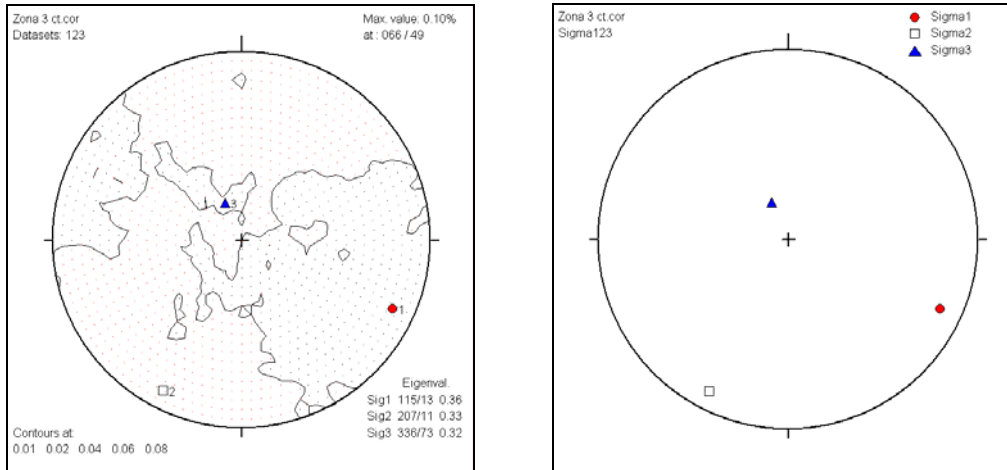 Zona 3 ct.cor
Datasets: 123
Max. value: 0.10%
at : 066 / 49
3
1
2
Eigenval.
Sig1 115/13 0.36
Sig2 207/11 0.33
Sig3 336/73 0.32
Contours at:
0.01 0.02 0.04 0.06 0.08
Zona 3 ct.cor
Sigma123
Sigma1
Sigma2
Sigma3